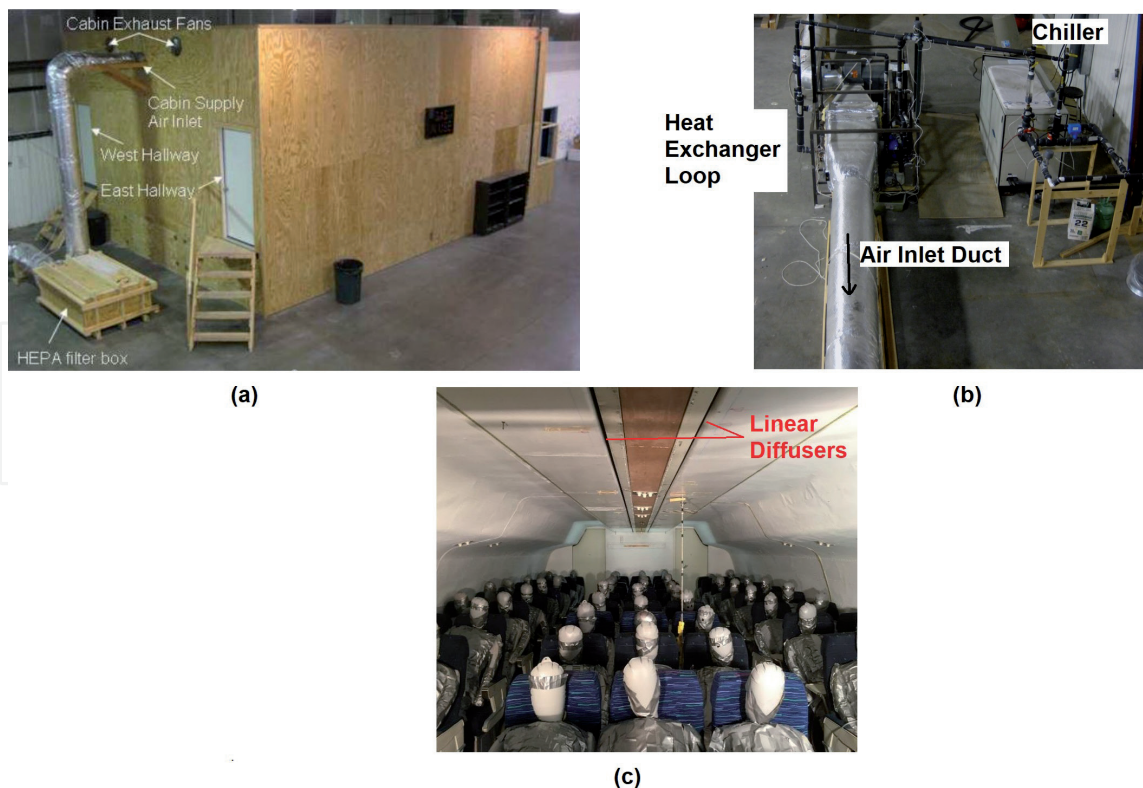 Cabin Exhaust Fans
Cabin Supply
Air Inlet
West Hallway
East Hallway
HEPA filter box
(a)
Chiller
Heat
Exchanger
Loop
Air Inlet Duct
22
(b)
Linear
Diffusers
(c)